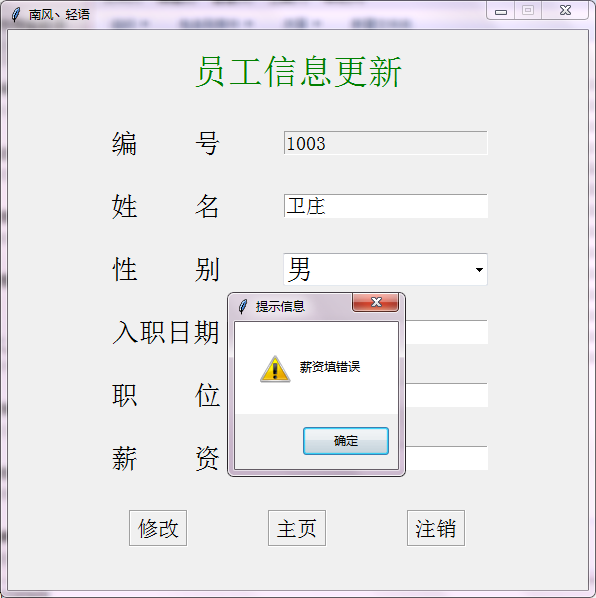 南风、轻语
员工信息更新
编 号 1003
姓 名 卫庄
性 别 男
提示信息
入职日期
薪资填错误
职 位
确定
薪 资
修改 主页 注销